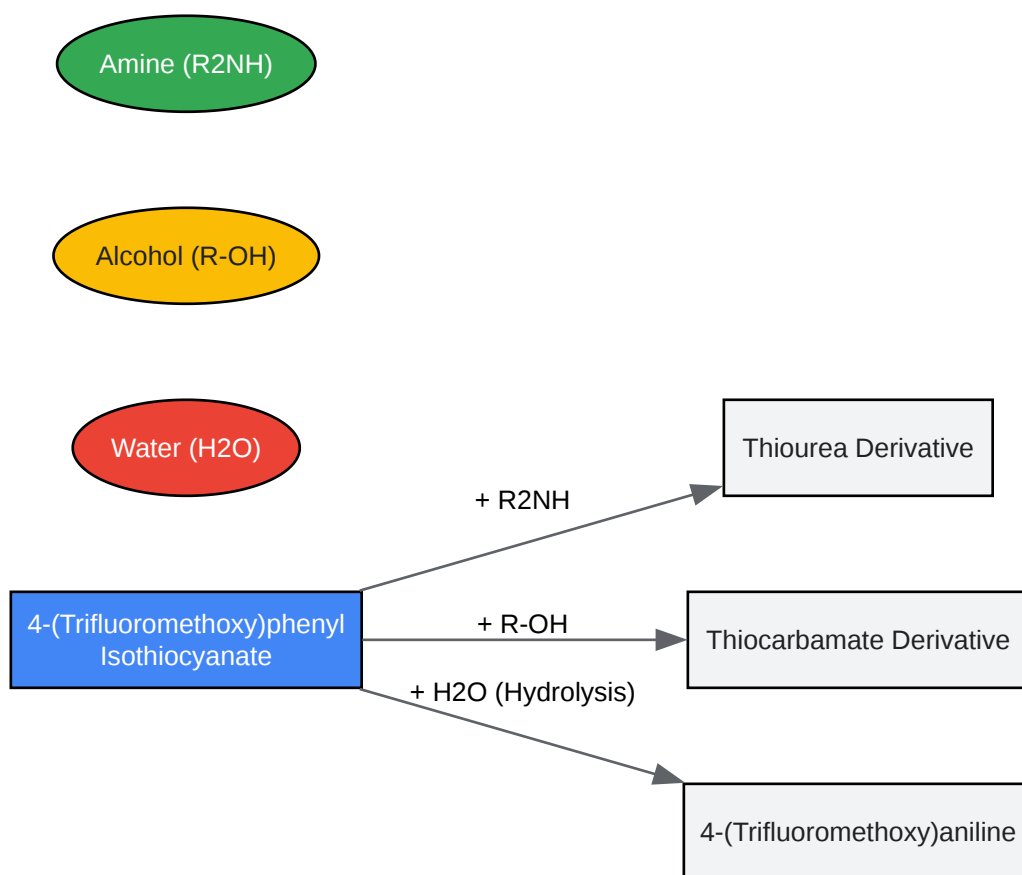 Amine (R2NH)
Alcohol (R-OH)
Water (H2O)
Thiourea Derivative
+ R2NH
4-(Trifluoromethoxy)phenyl
Isothiocyanate
+ R-OH
Thiocarbamate Derivative
+ H2O (Hydrolysis)
4-(Trifluoromethoxy)aniline